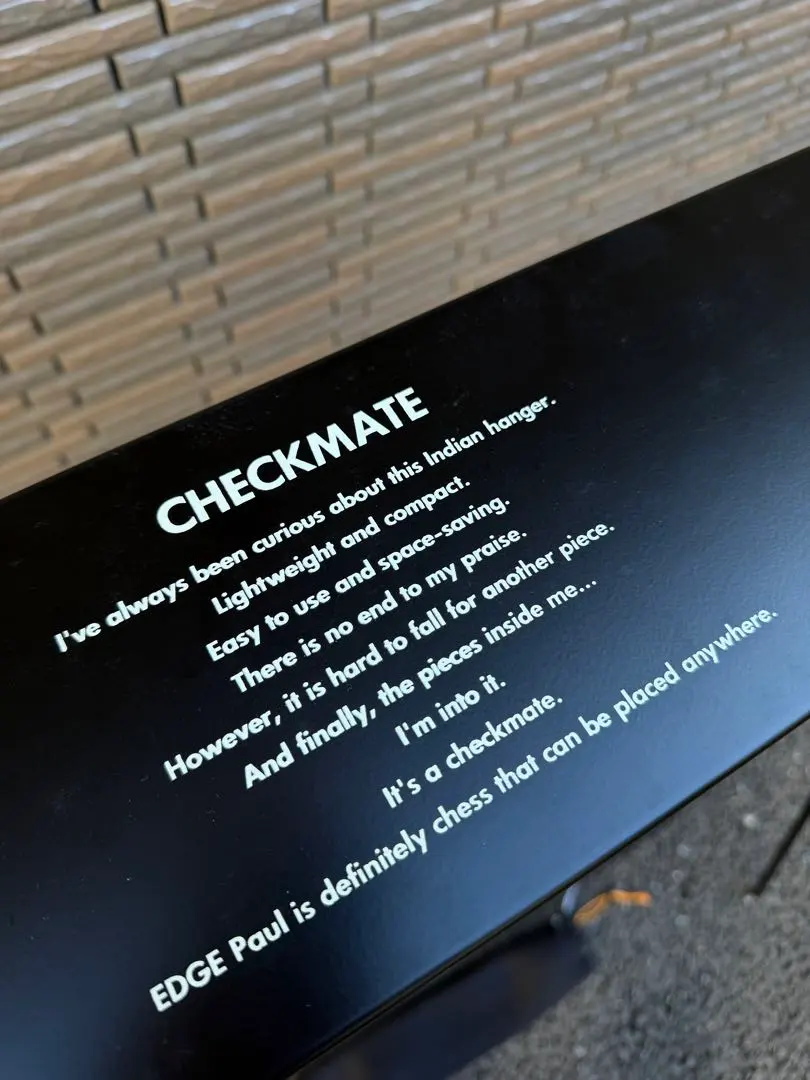 CHECKMATE
I've always been curious about this Indian hanger.
Lightweight and compact.
Easy to use and space-saving.
There is no end to my praise.
However, it is hard to fall for another piece.
And finally, the pieces inside me...
I'm into it.
It's a checkmate.
EDGE Paul is definitely chess that can be placed anywhere.